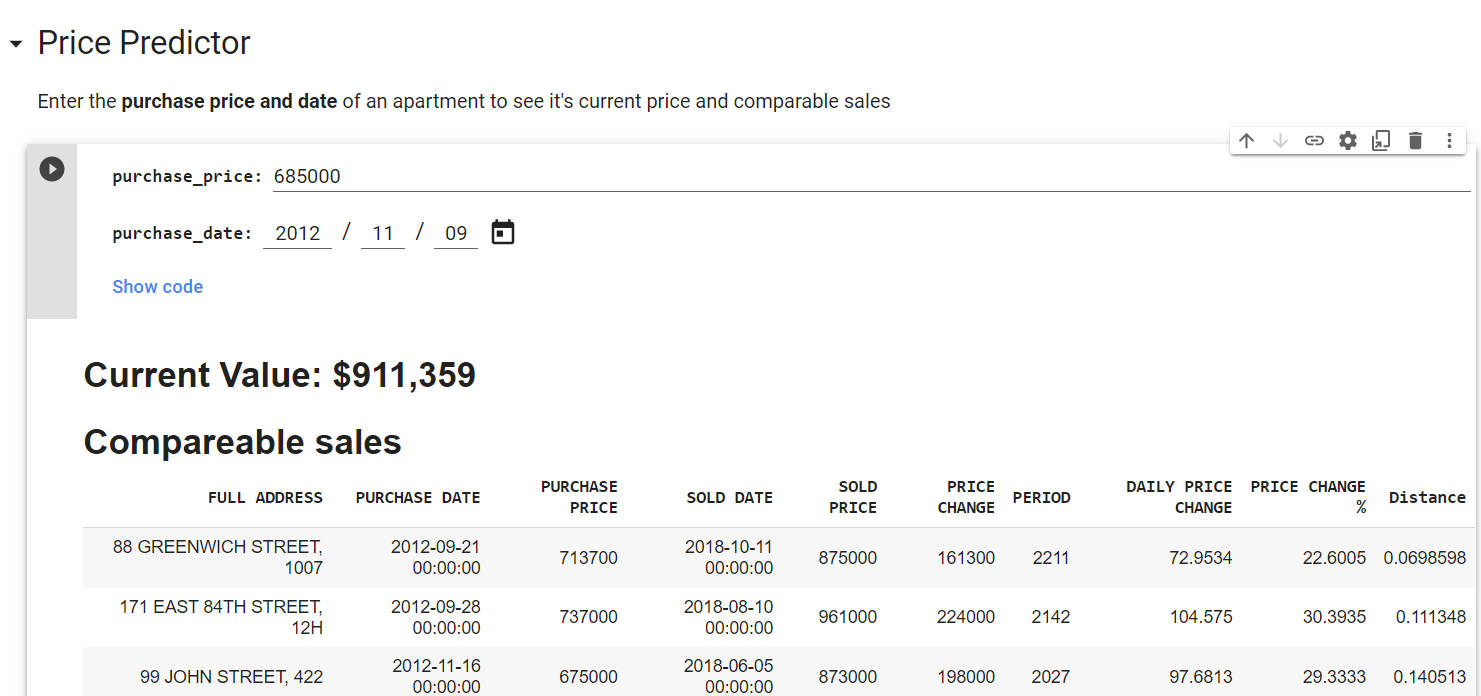 Price Predictor
Enter the purchase price and date of an apartment to see it's current price and comparable sales
purchase_price: 685000
purchase_date: 2012 / 11 / 09
Show code
Current Value: $911,359
Compareable sales
FULL ADDRESS PURCHASE DATE PURCHASE PRICE SOLD DATE SOLD PRICE PRICE CHANGE PERIOD DAILY PRICE CHANGE PRICE CHANGE % Distance
88 GREENWICH STREET, 1007 2012-09-21 00:00:00 713700 2018-10-11 00:00:00 875000 161300 2211 72.9534 22.6005 0.0698598
171 EAST 84TH STREET, 12H 2012-09-28 00:00:00 737000 2018-08-10 00:00:00 961000 224000 2142 104.575 30.3935 0.111348
99 JOHN STREET, 422 2012-11-16 00:00:00 675000 2018-06-05 00:00:00 873000 198000 2027 97.6813 29.3333 0.140513